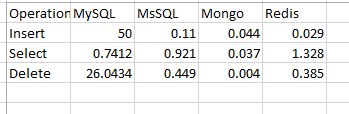 Operation MySQL MsSQL Mongo Redis
Insert 50 0.11 0.044 0.029
Select 0.7412 0.921 0.037 1.328
Delete 26.0434 0.449 0.004 0.385